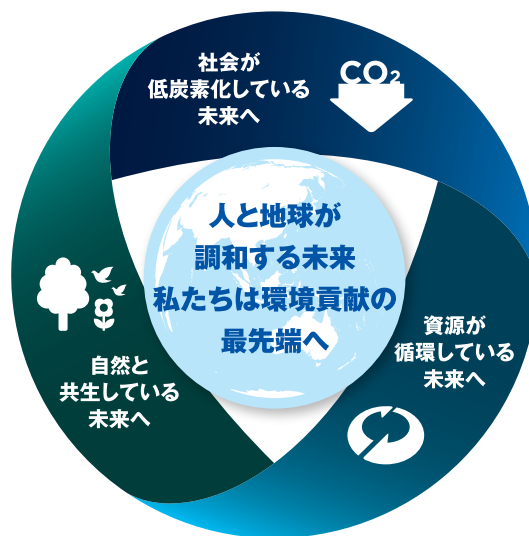 社会が
低炭素化している
未来へ
CO₂
人と地球が
調和する未来
私たちは環境貢献の
最先端へ
資源が
循環している
未来へ
自然と
共生している
未来へ